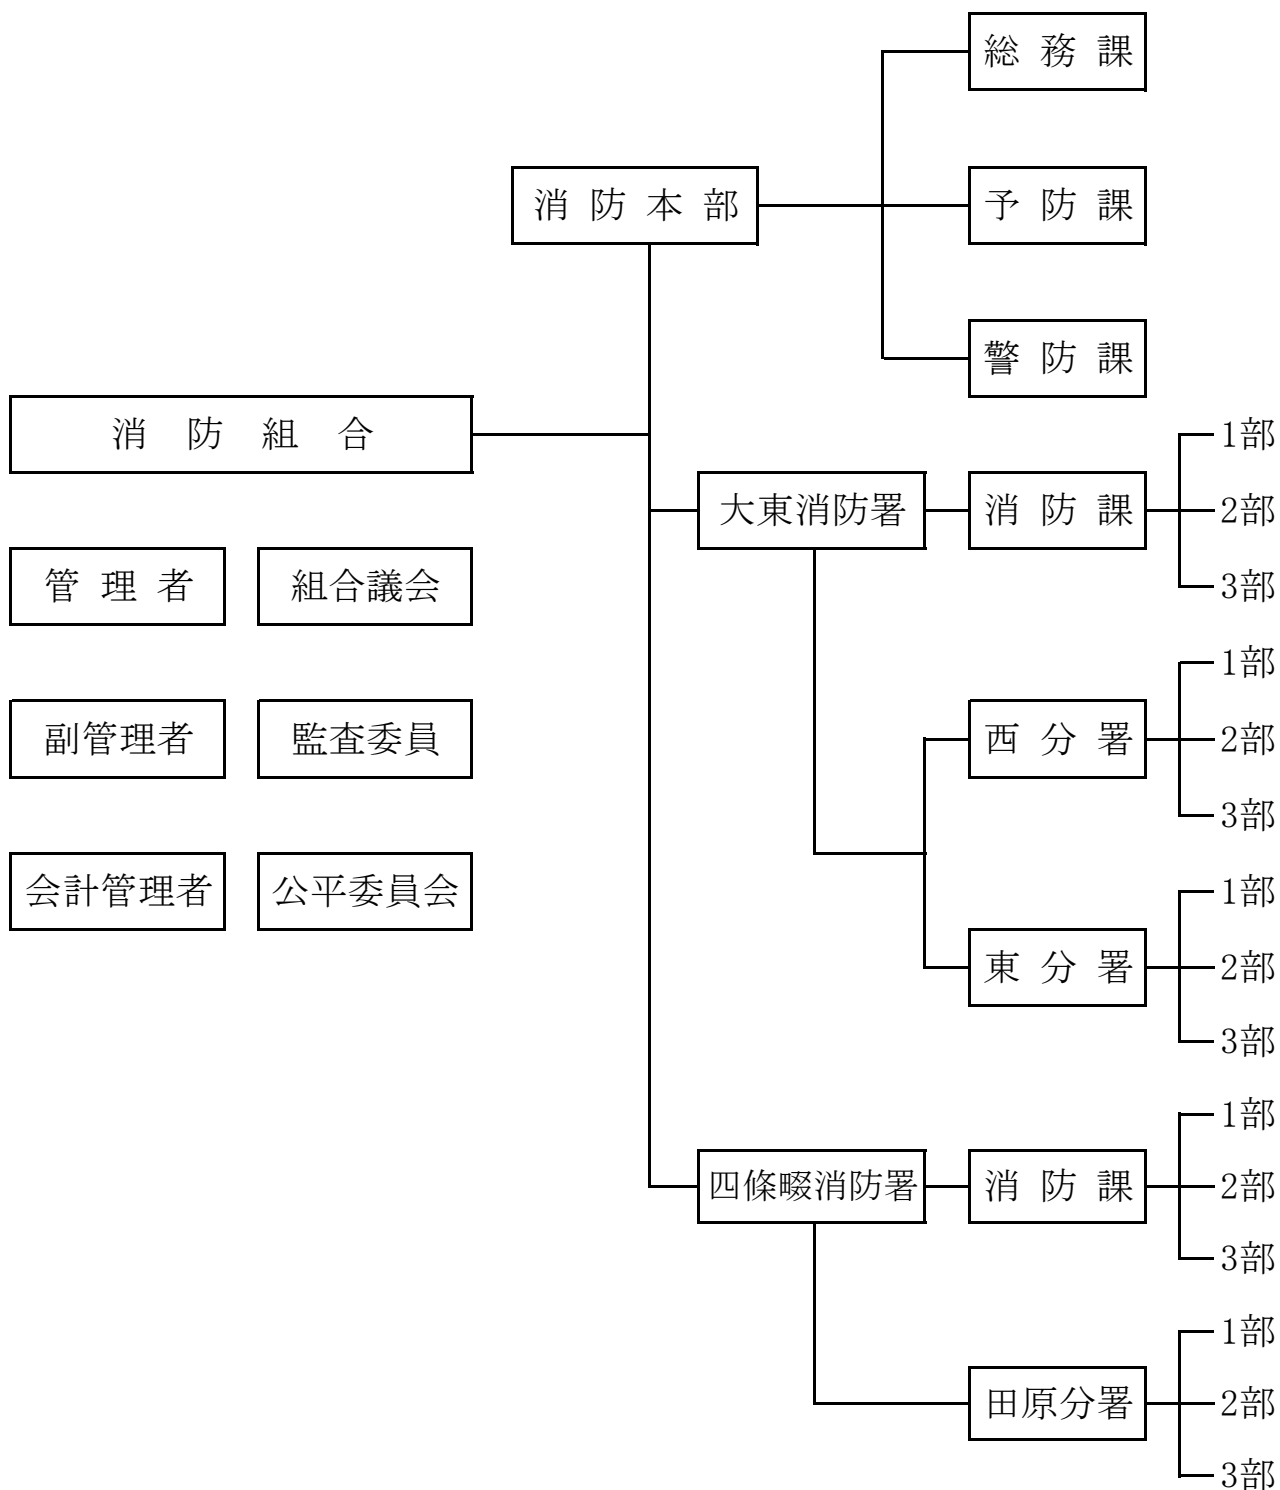 総務課
消防本部
予防課
警防課
消防組合
1部
大東消防署
消防課
2部
3部
管理者
組合議会
1部
副管理者
監査委員
西分署
2部
3部
会計管理者
公平委員会
1部
東分署
2部
3部
1部
四條畷消防署
消防課
2部
3部
1部
田原分署
2部
3部